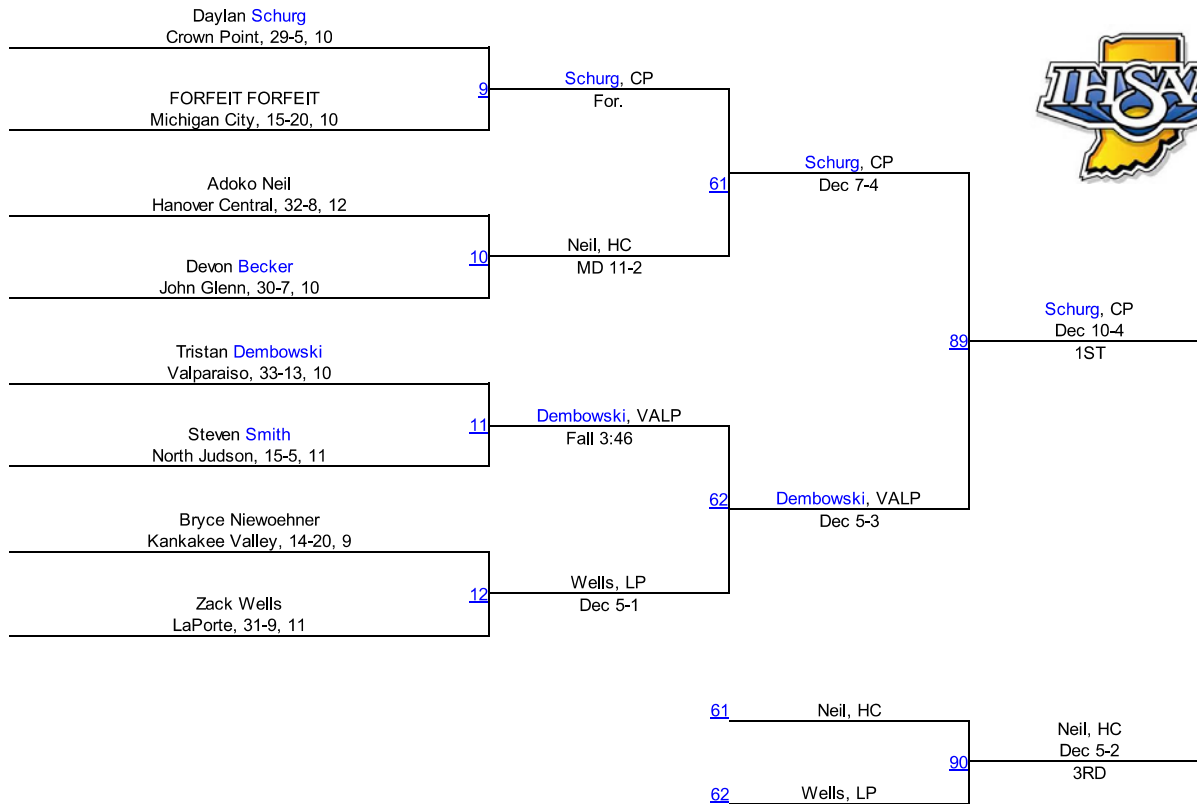 Daylan Schurg
Crown Point, 29-5, 10
FORFEIT FORFEIT
Michigan City, 15-20, 10
9
Schurg, CP
For.
Adoko Neil
Hanover Central, 32-8, 12
Devon Becker
John Glenn, 30-7, 10
10
Neil, HC
MD 11-2
61
Schurg, CP
Dec 7-4
Tristan Dembowski
Valparaiso, 33-13, 10
Steven Smith
North Judson, 15-5, 11
11
Dembowski, VALP
Fall 3:46
Bryce Niewoehner
Kankakee Valley, 14-20, 9
Zack Wells
LaPorte, 31-9, 11
12
Wells, LP
Dec 5-1
62
Dembowski, VALP
Dec 5-3
89
Schurg, CP
Dec 10-4
1ST
61
Neil, HC
62
Wells, LP
90
Neil, HC
Dec 5-2
3RD
IHSAA